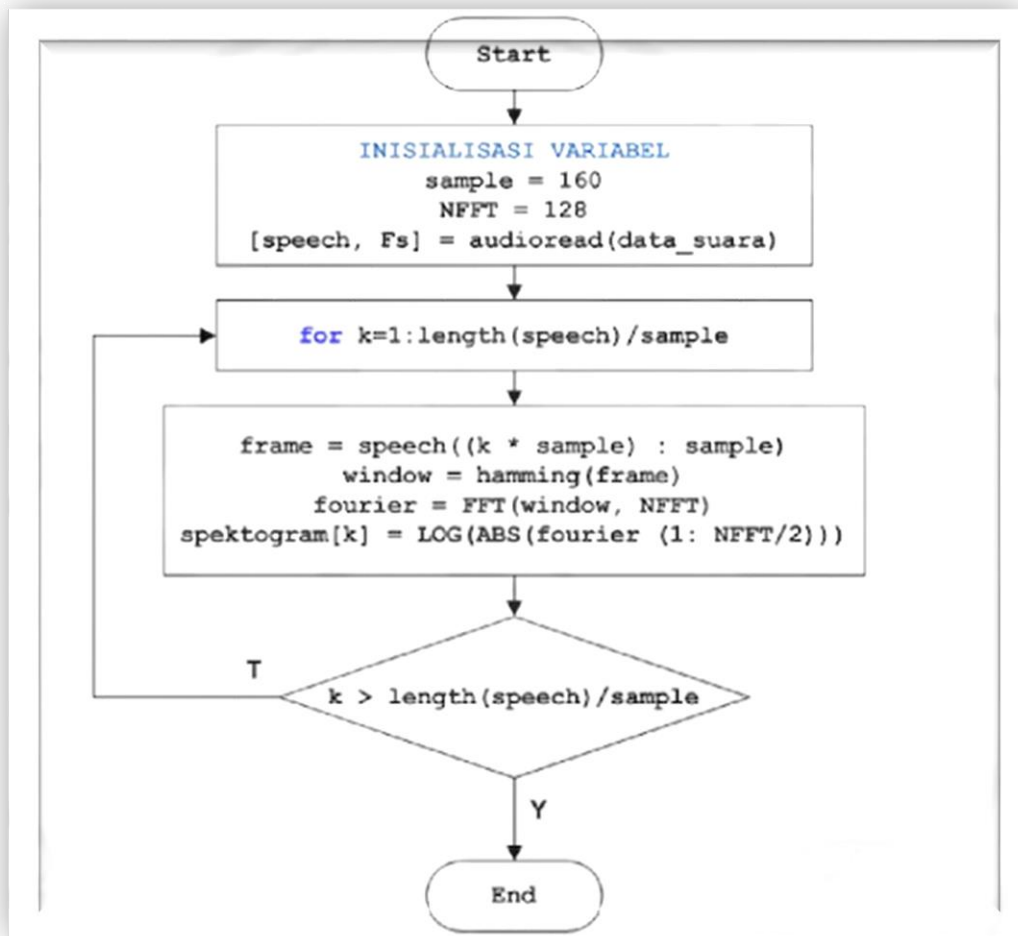 Start
INISIALISASI VARIABEL
sample = 160
NFFT = 128
[speech, Fs] = audioread(data_suara)
for k=1:length(speech)/sample
frame = speech((k * sample) : sample)
window = hamming(frame)
fourier = FFT(window, NFFT)
spektogram[k] = LOG(ABS(fourier (1: NFFT/2)))
T
k > length(speech)/sample
Y
End